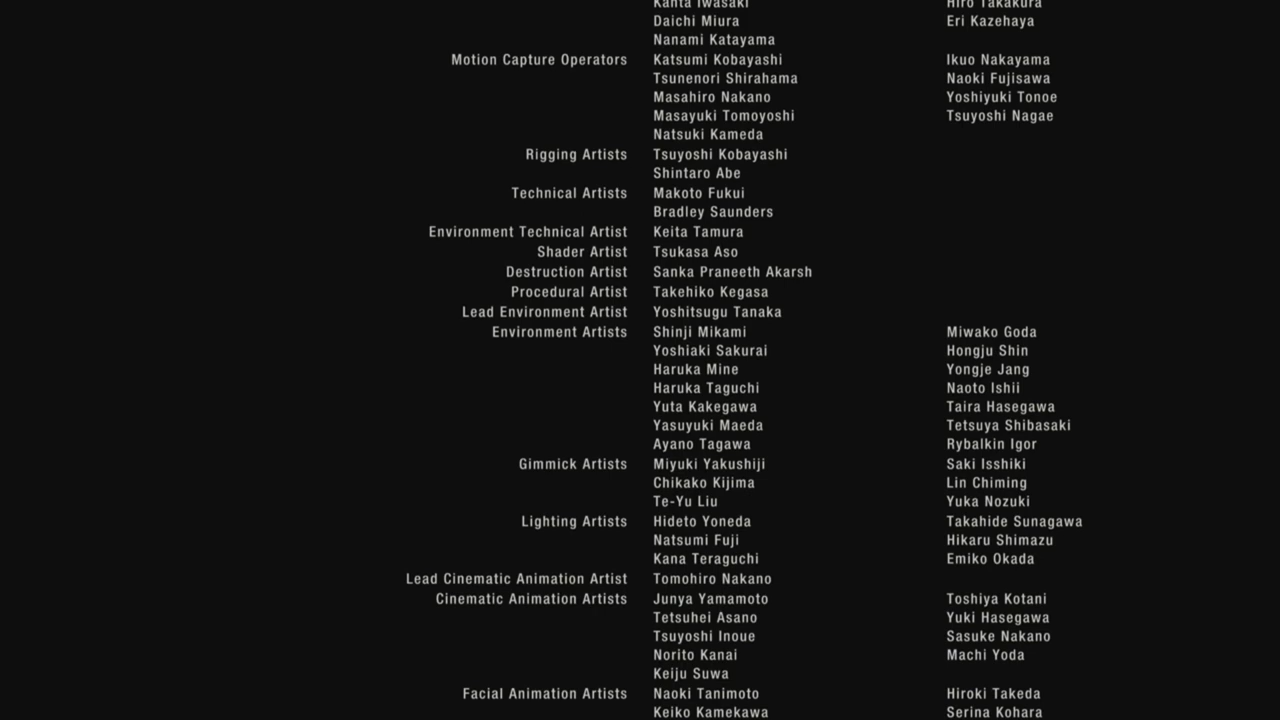 Kanta Iwasaki Hiro Takakura
Daichi Miura Eri Kazehaya
Nanami Katayama
Motion Capture Operators Katsumi Kobayashi Ikuo Nakayama
Tsunenori Shirahama Naoki Fujisawa
Masahiro Nakano Yoshiyuki Tonoe
Masayuki Tomoyoshi Tsuyoshi Nagae
Natsuki Kameda
Rigging Artists Tsuyoshi Kobayashi
Shintaro Abe
Technical Artists Makoto Fukui
Bradley Saunders
Environment Technical Artist Keita Tamura
Shader Artist Tsukasa Aso
Destruction Artist Sanka Praneeth Akarsh
Procedural Artist Takehiko Kegasa
Lead Environment Artist Yoshitsugu Tanaka
Environment Artists Shinji Mikami Miwako Goda
Yoshiaki Sakurai Hongju Shin
Haruka Mine Yongje Jang
Haruka Taguchi Naoto Ishii
Yuta Kakegawa Taira Hasegawa
Yasuyuki Maeda Tetsuya Shibasaki
Ayano Tagawa Rybalkin Igor
Gimmick Artists Miyuki Yakushiji Saki Isshiki
Chikako Kijima Lin Chiming
Te-Yu Liu Yuka Nozuki
Lighting Artists Hideto Yoneda Takahide Sunagawa
Natsumi Fuji Hikaru Shimazu
Kana Teraguchi Emiko Okada
Lead Cinematic Animation Artist Tomohiro Nakano
Cinematic Animation Artists Junya Yamamoto Toshiya Kotani
Tetsuhei Asano Yuki Hasegawa
Tsuyoshi Inoue Sasuke Nakano
Norito Kanai Machi Yoda
Keiju Suwa
Facial Animation Artists Naoki Tanimoto Hiroki Takeda
Keiko Kamekawa Serina Kohara